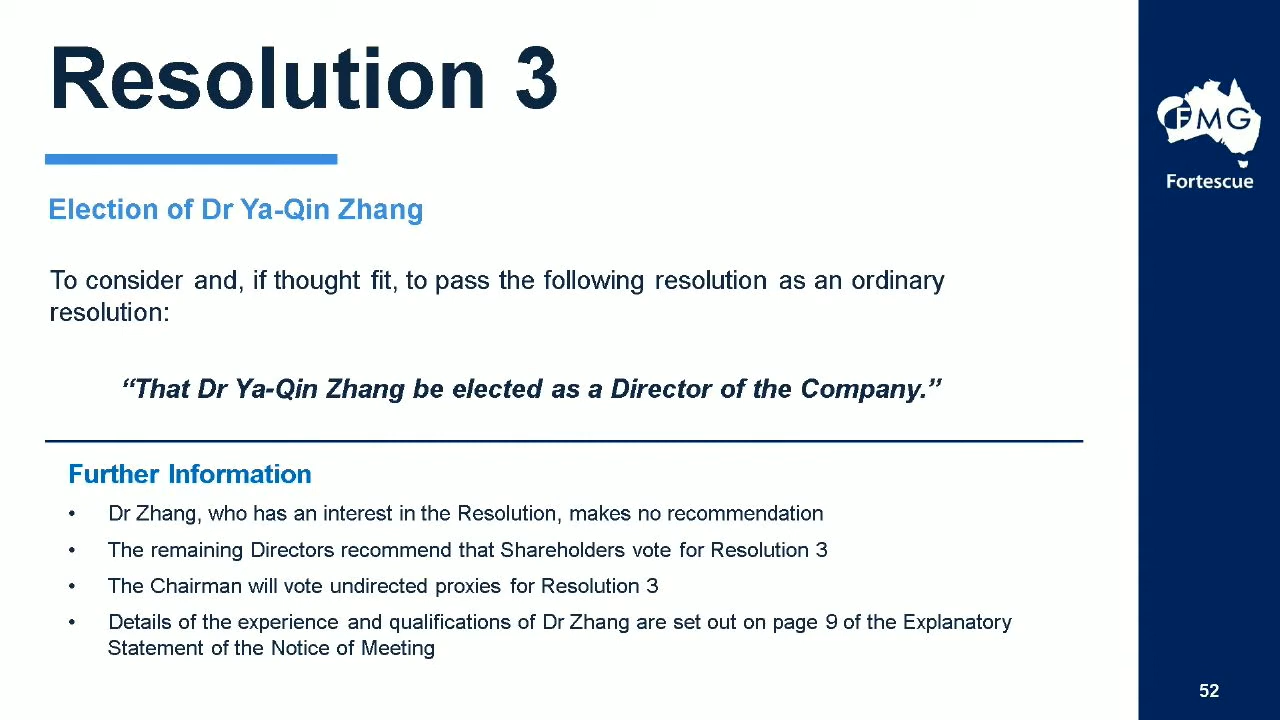 Resolution 3
FMG
Fortescue
Election of Dr Ya-Qin Zhang
To consider and, if thought fit, to pass the following resolution as an ordinary
resolution:
“That Dr Ya-Qin Zhang be elected as a Director of the Company.”
Further Information
• Dr Zhang, who has an interest in the Resolution, makes no recommendation
• The remaining Directors recommend that Shareholders vote for Resolution 3
• The Chairman will vote undirected proxies for Resolution 3
• Details of the experience and qualifications of Dr Zhang are set out on page 9 of the Explanatory
Statement of the Notice of Meeting
52